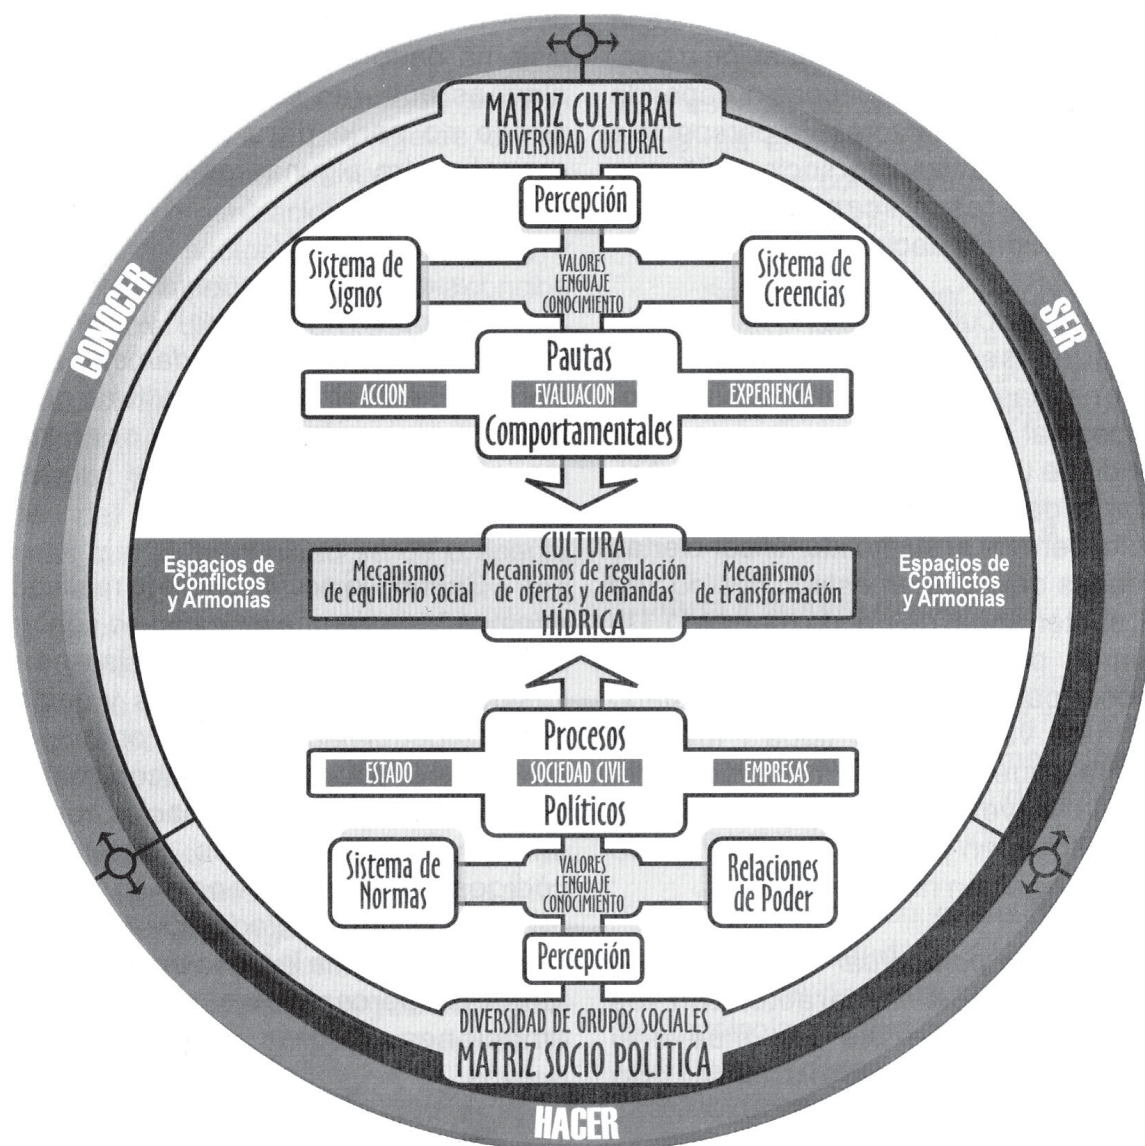 MATRIZ CULTURAL
DIVERSIDAD CULTURAL
Percepción
Sistema de
Signos
VALORES
LENGUAJE
CONOCIMIENTO
Sistema de
Creencias
CONOCER
SER
Pautas
ACCION
EVALUACION
EXPERIENCIA
Comportamentales
Espacios de
Conflictos
y Armonías
Mecanismos
de equilibrio social
CULTURA
Mecanismos de regulación
de ofertas y demandas
HÍDRICA
Mecanismos
de transformación
Espacios de
Conflictos
y Armonías
Procesos
ESTADO
SOCIEDAD CIVIL
EMPRESAS
Políticos
Sistema de
Normas
VALORES
LENGUAJE
CONOCIMIENTO
Relaciones
de Poder
Percepción
DIVERSIDAD DE GRUPOS SOCIALES
MATRIZ SOCIO POLÍTICA
HACER